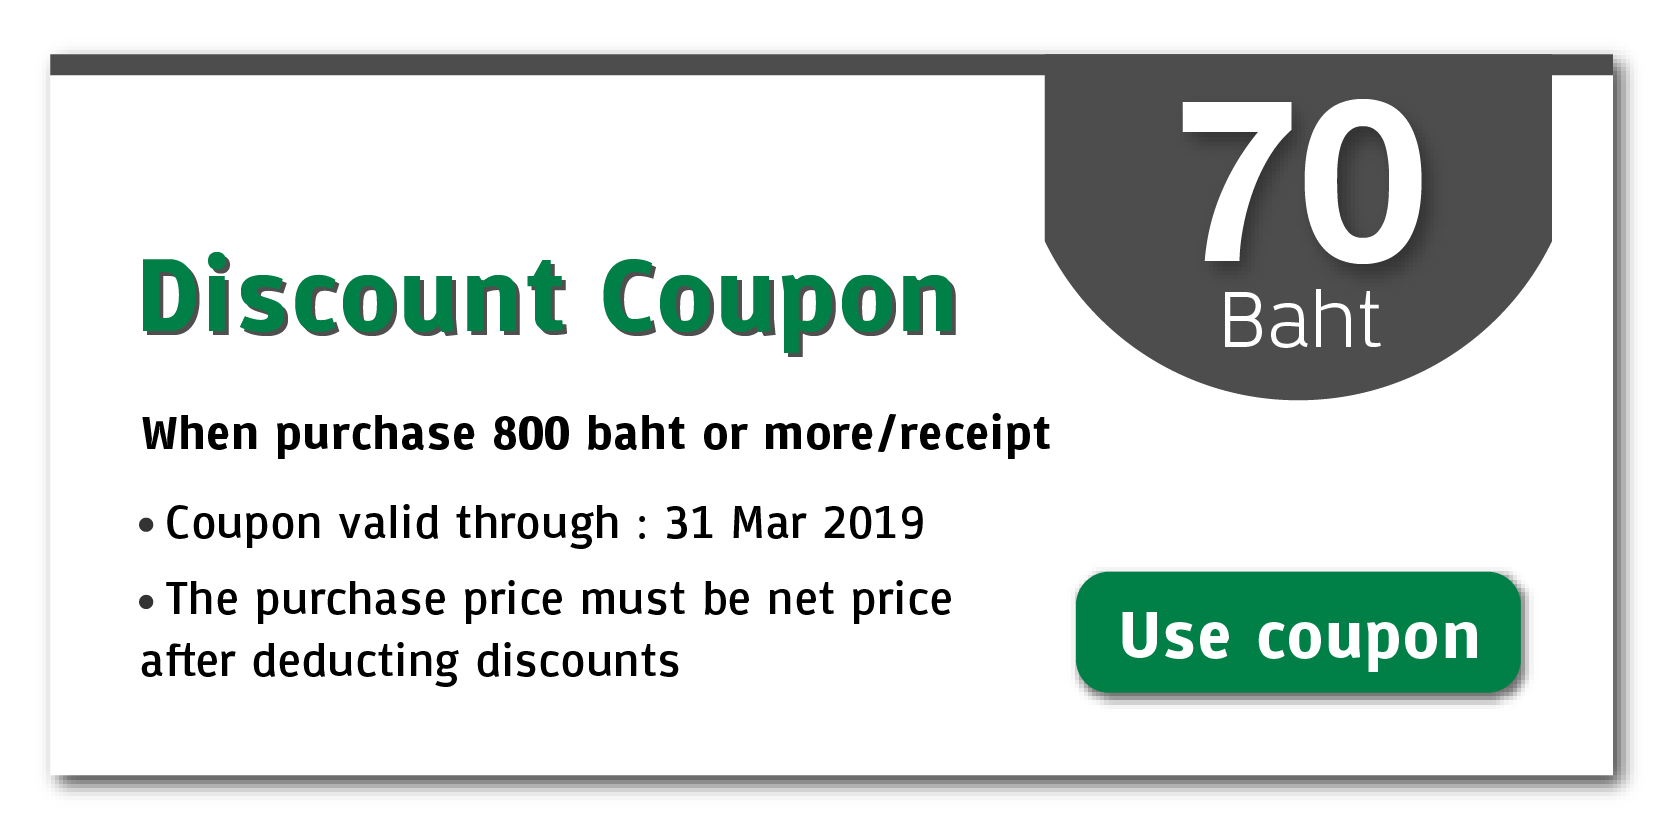 70
Baht
Discount Coupon
When purchase 800 baht or more/receipt
• Coupon valid through : 31 Mar 2019
• The purchase price must be net price
after deducting discounts
Use coupon